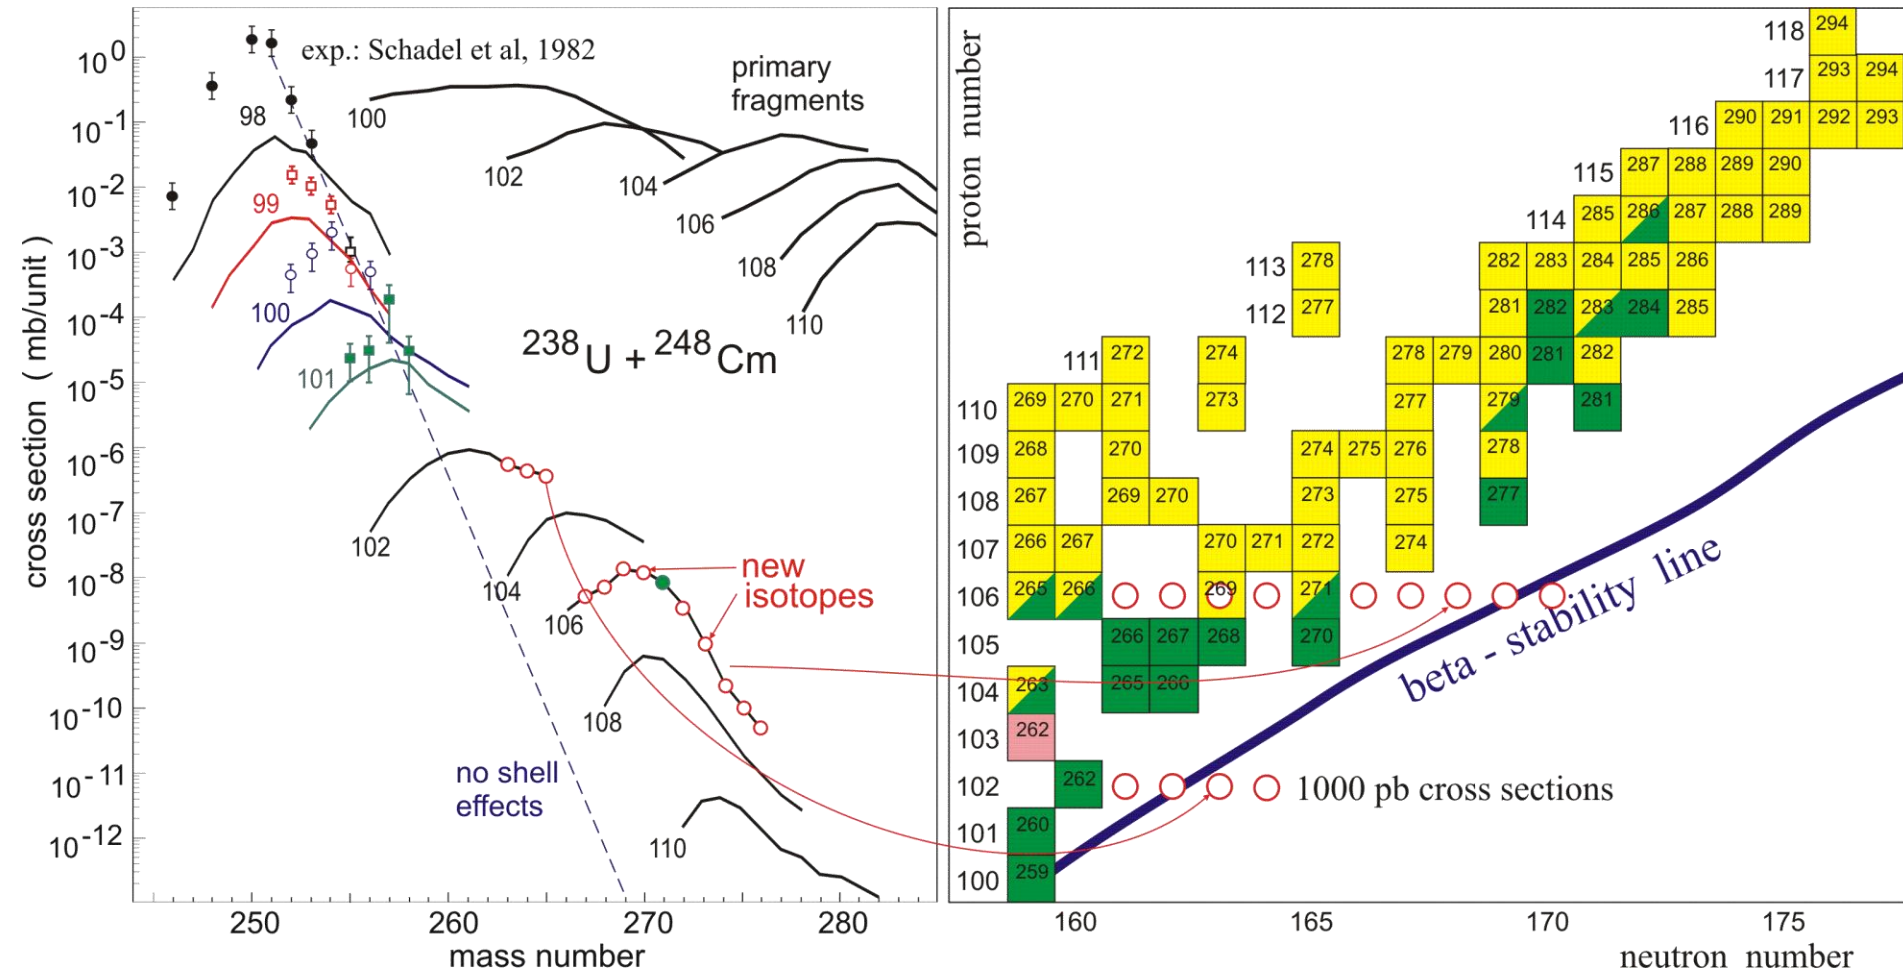 exp.: Schadel et al, 1982
primary
fragments
98
99
100
101
100
102
104
106
108
110
²³⁸U + ²⁴⁸Cm
102
104
106
108
110
new
isotopes
no shell
effects
cross section ( mb/unit )
10⁰
10⁻¹
10⁻²
10⁻³
10⁻⁴
10⁻⁵
10⁻⁶
10⁻⁷
10⁻⁸
10⁻⁹
10⁻¹⁰
10⁻¹¹
10⁻¹²
250 260 270 280
mass number
proton number
118 294
117 293 294
116 290 291 292 293
115 287 288 289 290
114 285 286 287 288 289
113 278 282 283 284 285 286
112 277 281 282 283 284 285
111 272 274 278 279 280 281 282
110 269 270 271 273 277 279 281
109 268 270 274 275 276 278
108 267 269 270 273 275 277
107 266 267 270 271 272 274
106 265 266 269 271
105 266 267 268 270
104 263 265 266
103 262
102 262 1000 pb cross sections
101 260
100 259
beta - stability line
160 165 170 175
neutron number